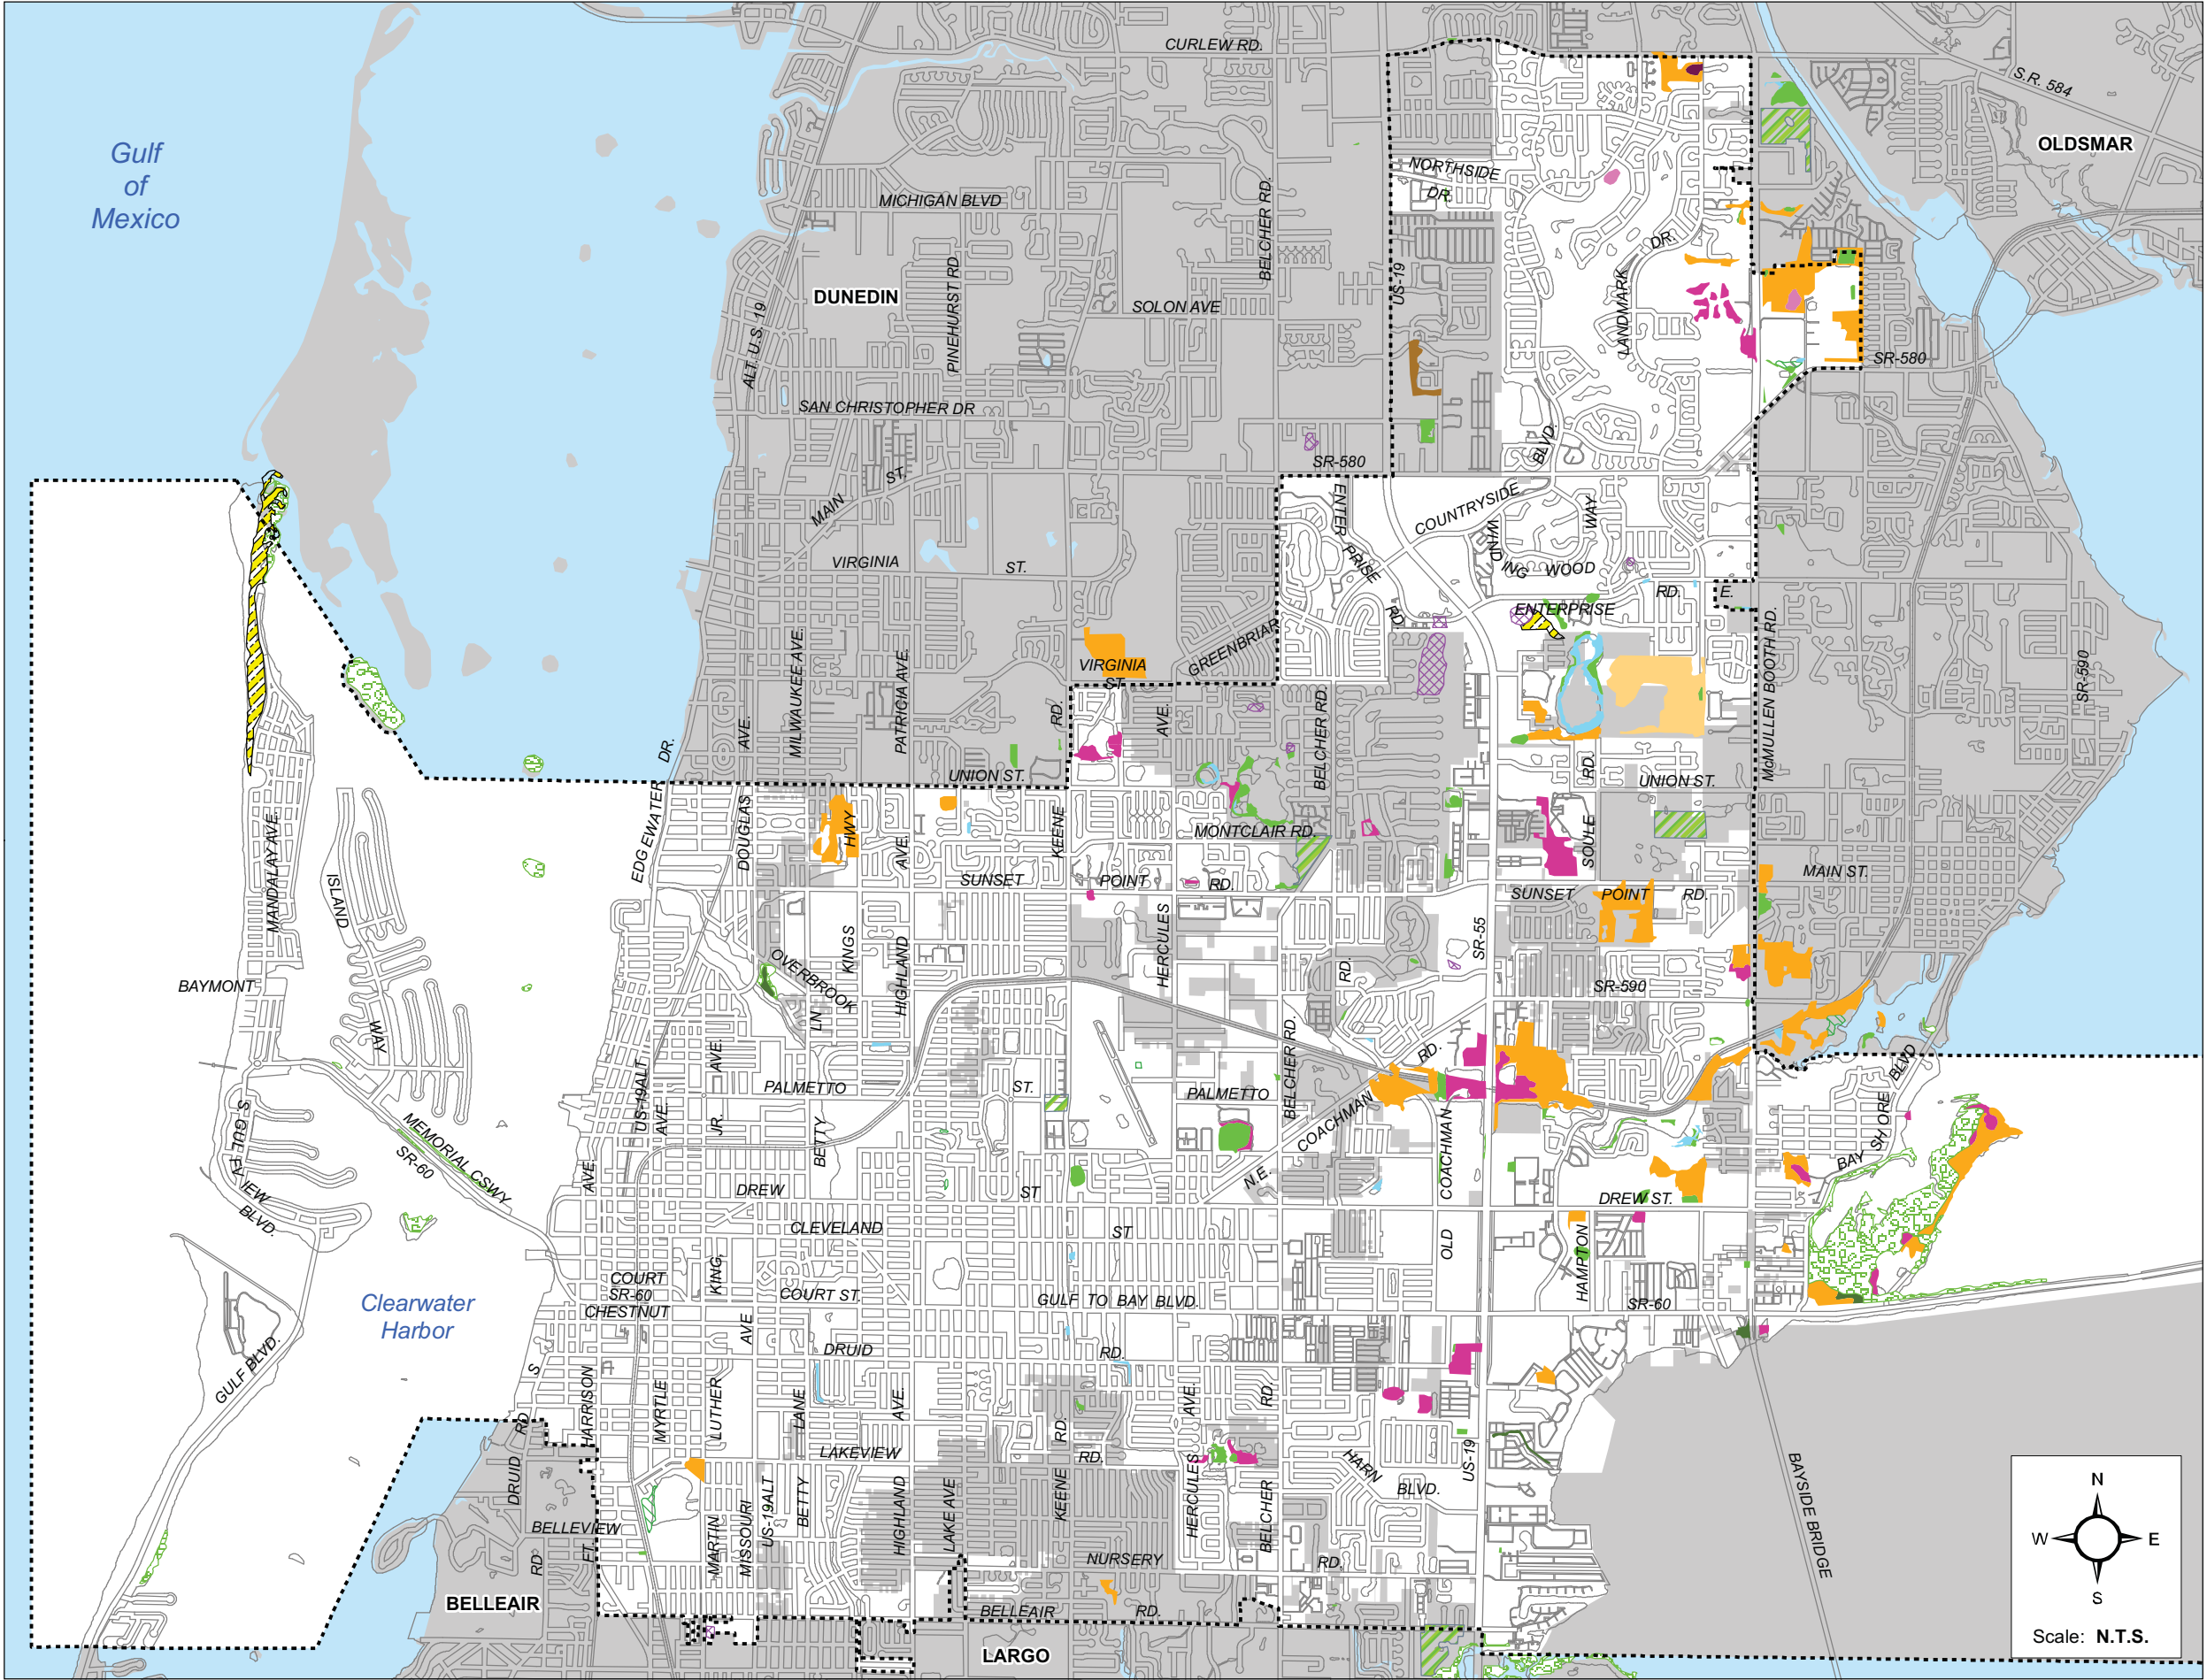 CURLEW RD.
S.R. 584
OLDSMAR
Gulf
of
Mexico
NORTHSIDE
DR.
MICHIGAN BLVD
BELCHER RD.
DR.
LANDMARK
US-19
PINEHURST RD
DUNEDIN
SOLON AVE
ALT U.S. 19
SR-580
SAN CHRISTOPHER DR
BLVD.
SR-580
MAIN
ST.
ENTER
PRISE
RD.
COUNTRYSIDE
WIND
ING
WOOD
WAY
VIRGINIA
ST.
RD.
E.
ENTERPRISE
McMULLEN BOOTH RD.
SR-590
MILWAUKEE AVE.
PATRICIA AVE.
VIRGINIA
ST.
GREENBRIAR
AVE.
RD.
AVE.
BELCHER RD.
DR.
UNION ST.
RD.
UNION ST.
EDGEWATER
DOUGLAS
HWY
AVE.
KEENE
MONTCLAIR RD.
SOULE
MANDALAY AVE.
ISLAND
WAY
SUNSET
POINT
RD.
SUNSET
POINT
RD.
MAIN ST.
KINGS
HIGHLAND
HERCULES
RD.
SR-55
BAYMONT
OVERBROOK
LN
SR-590
US-19ALT
AVE.
AVE.
JR.
PALMETTO
ST.
PALMETTO
BELCHER RD.
COACHMAN
RD.
BETTY
N.E.
COACHMAN
OLD
BAY SHORE
BLVD
S GULFVIEW
BLVD.
MEMORIAL CSWY
SR-60
AVE.
DREW
ST
DREW ST.
CLEVELAND
ST
HAMPTON
Clearwater
Harbor
COURT
SR-60
CHESTNUT
KING,
COURT ST.
GULF TO BAY BLVD.
SR-60
AVE
DRUID
RD.
GULF BLVD.
S
RD
HARRISON
MYRTLE
LUTHER
LANE
AVE.
AVE.
RD.
RD.
LAKEVIEW
RD.
HARN
BLVD.
US-19
DRUID
RD
BELLEVIEW
FT.
MARTIN
MISSOURI
US-19ALT
BETTY
HIGHLAND
LAKE AVE
KEENE
HERCULES
BELCHER
BAYSIDE BRIDGE
NURSERY
RD.
BELLEAIR
BELLEAIR
RD.
LARGO
N
W
E
S
Scale: N.T.S.